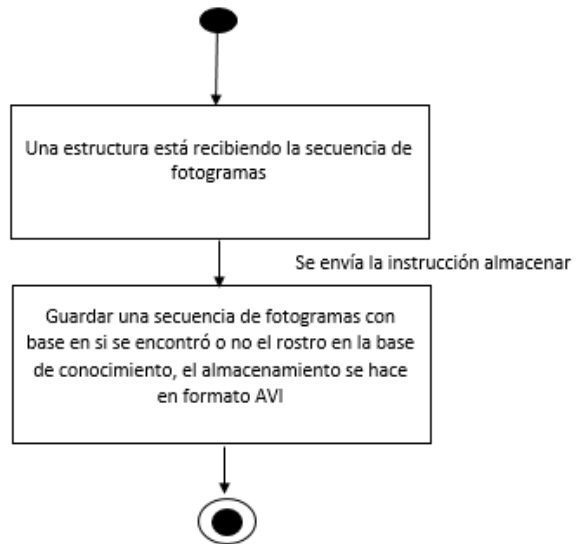 Una estructura está recibiendo la secuencia de
fotogramas
Se envía la instrucción almacenar
Guardar una secuencia de fotogramas con
base en si se encontró o no el rostro en la base
de conocimiento, el almacenamiento se hace
en formato AVI